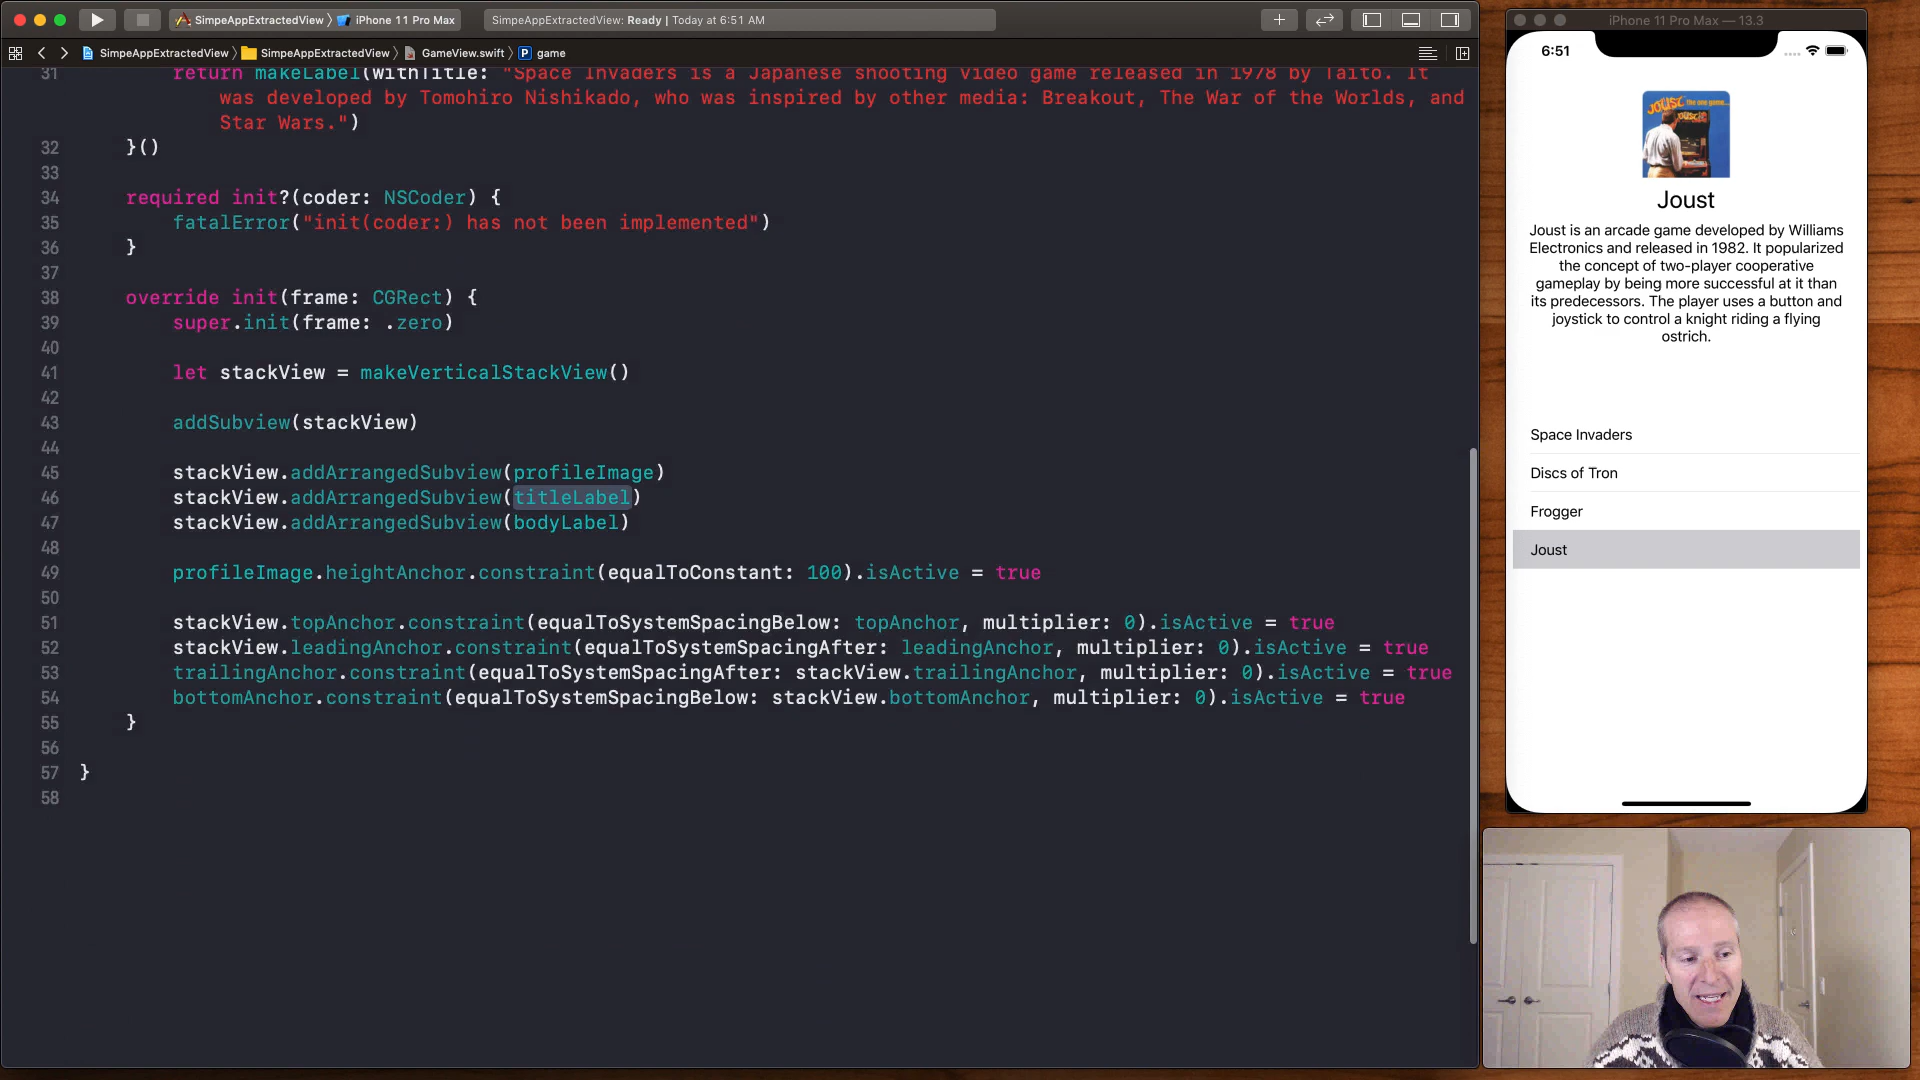 SimpeAppExtractedView 〉 iPhone 11 Pro Max
SimpeAppExtractedView: Ready | Today at 6:51 AM
SimpeAppExtractedView 〉 SimpeAppExtractedView 〉 GameView.swift 〉 P game
31 return makeLabel(withTitle: "Space Invaders is a Japanese shooting video game released in 1978 by Taito. It
was developed by Tomohiro Nishikado, who was inspired by other media: Breakout, The War of the Worlds, and
Star Wars.")
32 }()
33
34 required init?(coder: NSCoder) {
35 fatalError("init(coder:) has not been implemented")
36 }
37
38 override init(frame: CGRect) {
39 super.init(frame: .zero)
40
41 let stackView = makeVerticalStackView()
42
43 addSubview(stackView)
44
45 stackView.addArrangedSubview(profileImage)
46 stackView.addArrangedSubview(titleLabel)
47 stackView.addArrangedSubview(bodyLabel)
48
49 profileImage.heightAnchor.constraint(equalToConstant: 100).isActive = true
50
51 stackView.topAnchor.constraint(equalToSystemSpacingBelow: topAnchor, multiplier: 0).isActive = true
52 stackView.leadingAnchor.constraint(equalToSystemSpacingAfter: leadingAnchor, multiplier: 0).isActive = true
53 trailingAnchor.constraint(equalToSystemSpacingAfter: stackView.trailingAnchor, multiplier: 0).isActive = true
54 bottomAnchor.constraint(equalToSystemSpacingBelow: stackView.bottomAnchor, multiplier: 0).isActive = true
55 }
56
57 }
58
iPhone 11 Pro Max — 13.3
6:51
JOUST the one game...
Joust
Joust is an arcade game developed by Williams
Electronics and released in 1982. It popularized
the concept of two-player cooperative
gameplay by being more successful at it than
its predecessors. The player uses a button and
joystick to control a knight riding a flying
ostrich.
Space Invaders
Discs of Tron
Frogger
Joust